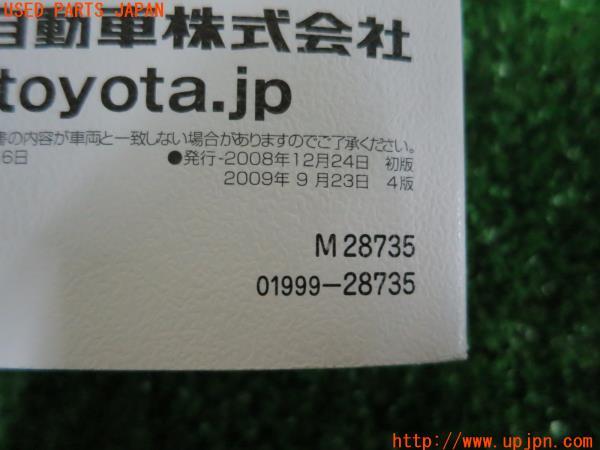 USED PARTS JAPAN
自動車株式会社
toyota.jp
書の内容が車両と一致しない場合がありますのでご了承ください。
6日
●発行-2008年12月24日 初版
2009年 9月23日 4版
M 28735
01999-28735
http://www.upjpn.com/